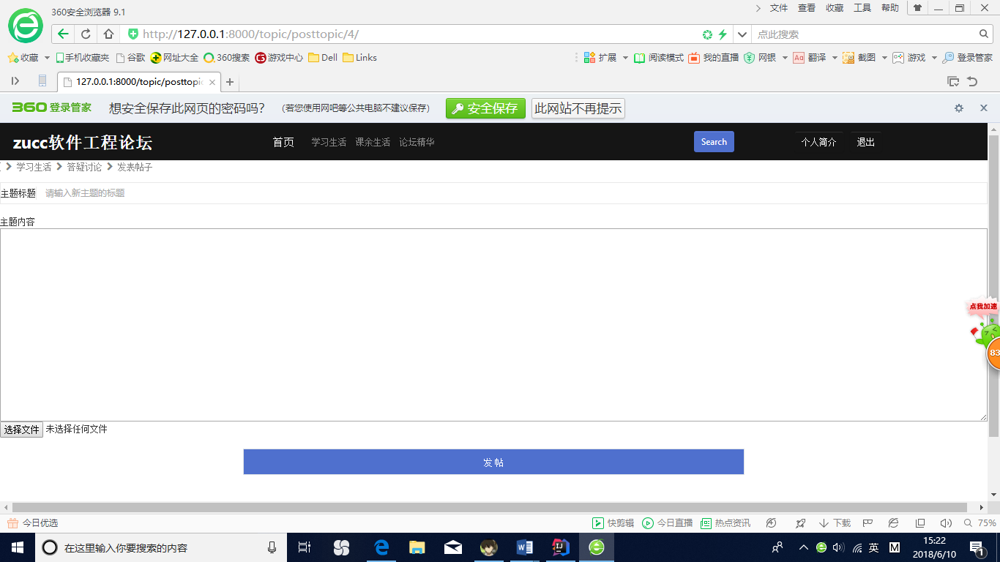 360安全浏览器 9.1
文件 查看 收藏 工具 帮助
http://127.0.0.1:8000/topic/posttopic/4/
点此搜索
收藏 手机收藏夹 谷歌 网址大全 360搜索 游戏中心 Dell Links
扩展 阅读模式 我的直播 网银 翻译 截图 游戏 登录管家
127.0.0.1:8000/topic/posttopic
360 登录管家 想安全保存此网页的密码吗? (若您使用网吧等公共电脑不建议保存) 安全保存 此网站不再提示
zucc软件工程论坛 首页 学习生活 课余生活 论坛精华 Search 个人简介 退出
学习生活 答疑讨论 发表帖子
主题标题 请输入新主题的标题
主题内容
点我加速
83
选择文件 未选择任何文件
发帖
今日优选 快剪辑 今日直播 热点资讯 下载 75%
在这里输入你要搜索的内容
英 M
15:22
2018/6/10
1